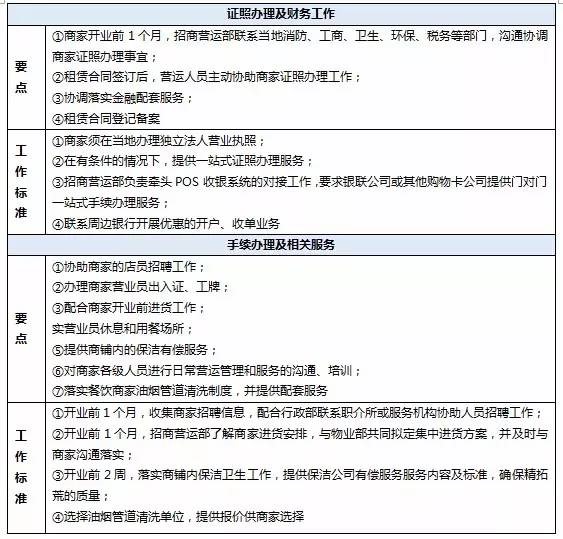 证照办理及财务工作
要点
①商家开业前 1 个月，招商营运部联系当地消防、工商、卫生、环保、税务等部门，沟通协调
商家证照办理事宜；
②租赁合同签订后，营运人员主动协助商家证照办理工作；
③协调落实金融配套服务；
④租赁合同登记备案
工作标准
①商家须在当地办理独立法人营业执照；
②在有条件的情况下，提供一站式证照办理服务；
③招商营运部负责牵头 POS 收银系统的对接工作，要求银联公司或其他购物卡公司提供门对门
一站式手续办理服务；
④联系周边银行开展优惠的开户、收单业务
手续办理及相关服务
要点
①协助商家的店员招聘工作；
②办理商家营业员出入证、工牌；
③配合商家开业前进货工作；
实营业员休息和用餐场所；
⑤提供商铺内的保洁有偿服务；
⑥对商家各级人员进行日常营运管理和服务的沟通、培训；
⑦落实餐饮商家油烟管道清洗制度，并提供配套服务
工作标准
①开业前 1 个月，收集商家招聘信息，配合行政部联系职介所或服务机构协助人员招聘工作；
②开业前 1 个月，招商营运部了解商家进货安排，与物业部共同拟定集中进货方案，并及时与
商家沟通落实；
③开业前 2 周，落实商铺内保洁卫生工作，提供保洁公司有偿服务服务内容及标准，确保精拓
荒的质量；
④选择油烟管道清洗单位，提供报价供商家选择